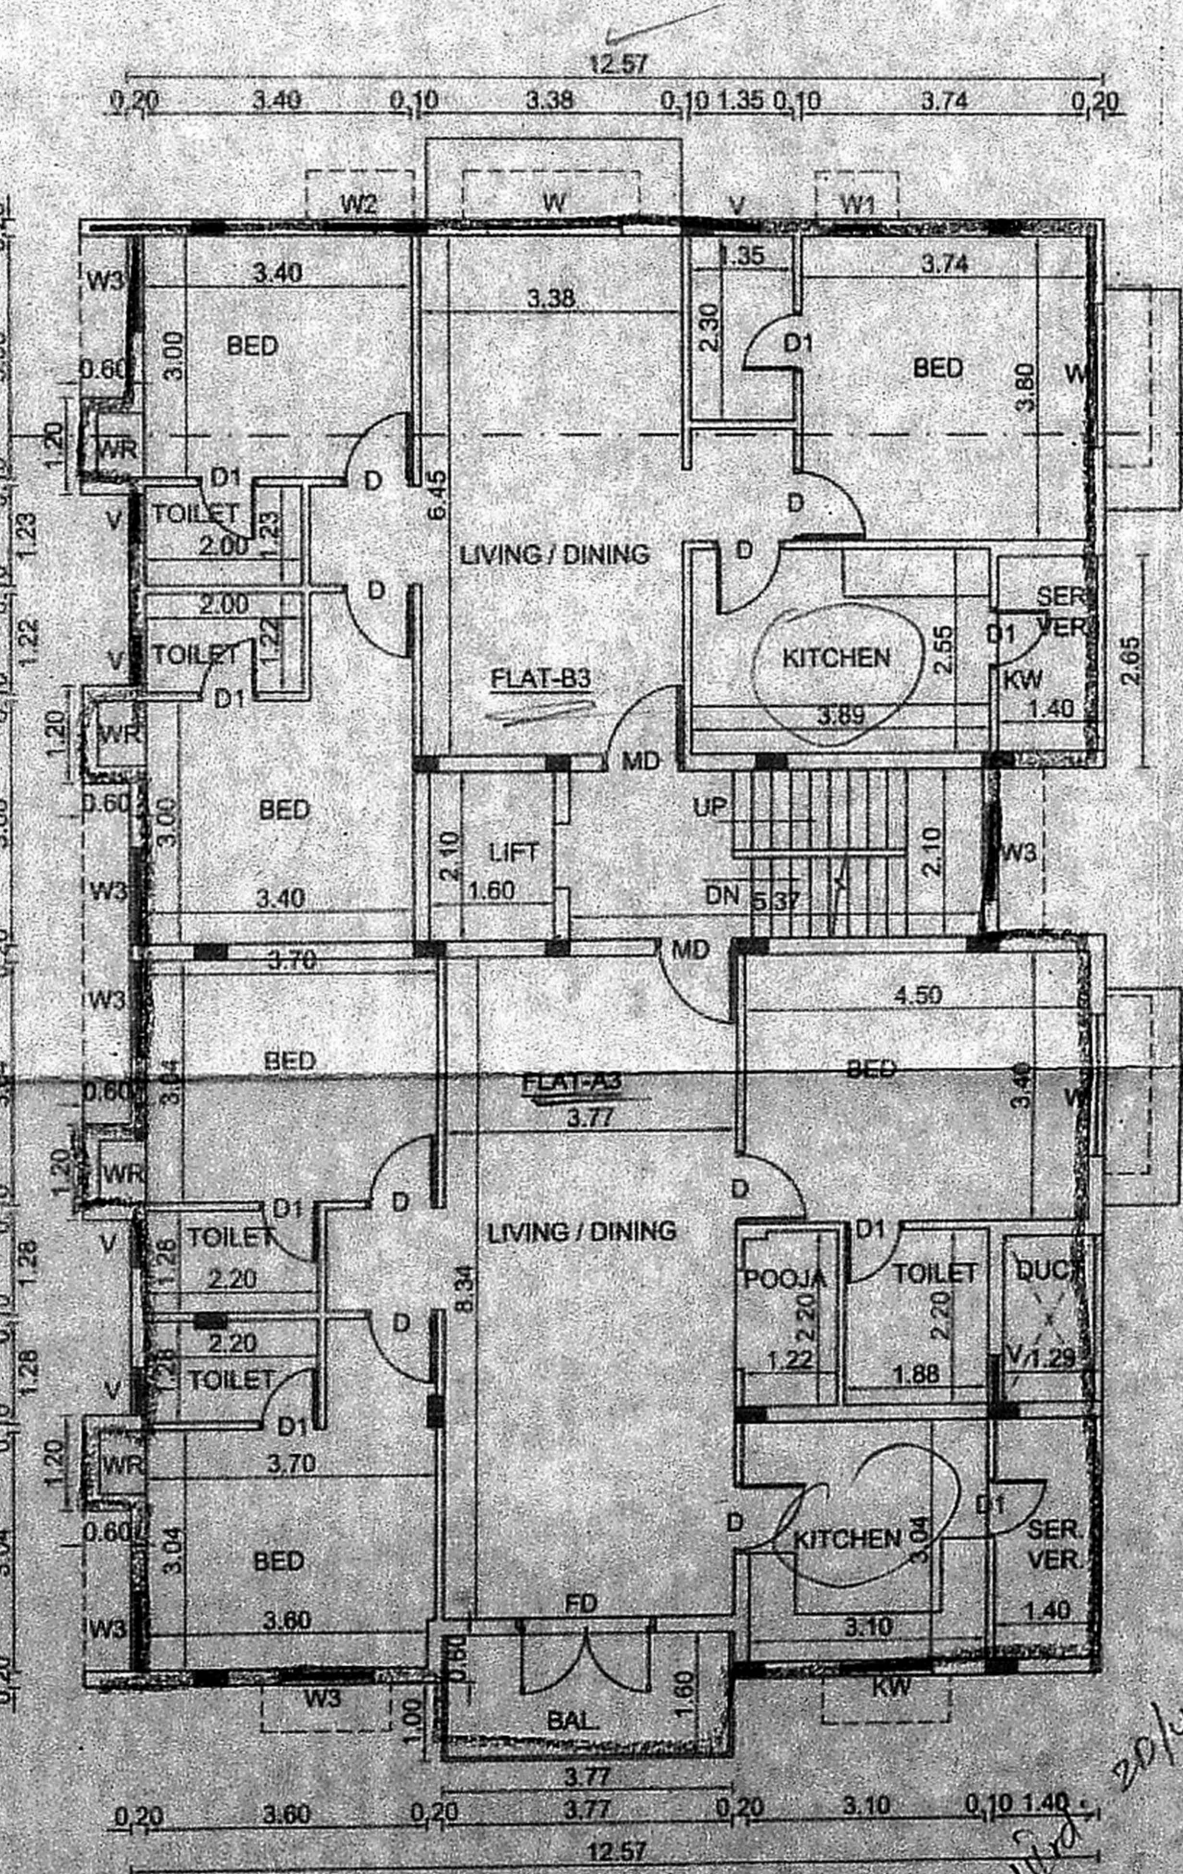 12.57
0.20 3.40 0.10 3.38 0.10 1.35 0.10 3.74 0.20
W2 W V W1
W3 3.40 3.38 1.35 3.74
3.00 BED 2.30 D1 BED 3.80 W
0.60
1.20 WR
D1 D 6.45 D
V TOILET 1.23
1.23 2.00
LIVING / DINING D
D
2.00 SER.
1.22 V TOILET 1.22 KITCHEN 2.55 D1 VER. 2.65
D1 FLAT-B3 KW
3.89 1.40
1.20 WR
MD
0.60
3.00 BED UP
2.10 LIFT 2.10 W3
W3 3.40 1.60 DN 5.37
MD
3.70
W3 4.50
3.04 BED FLAT-A3 BED 3.40 W
0.60 3.77
1.20 WR
D1 D D
V TOILET LIVING / DINING D1
1.28 1.28 2.20 8.34 POOJA TOILET DUCT
2.20 2.20
D
2.20 1.22 1.88 V 1.29
1.28 V 1.28 TOILET
D1
1.20 WR 3.70
0.60 D KITCHEN 3.04 D1 SER.
3.04 BED VER.
FD
W3 3.60 3.10 1.40
0.60
W3 1.00 BAL. 1.60 KW
3.77
0.20 3.60 0.20 3.77 0.20 3.10 0.10 1.40
12.57